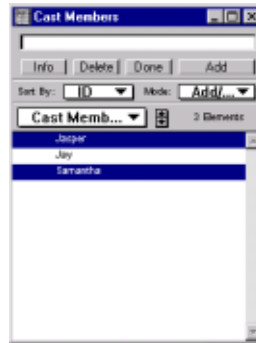 Cast Members
Info Delete Done Add
Sort By: ID Mode: Add/...
Cast Memb... 3 Elements
Jasper
Jay
Samantha